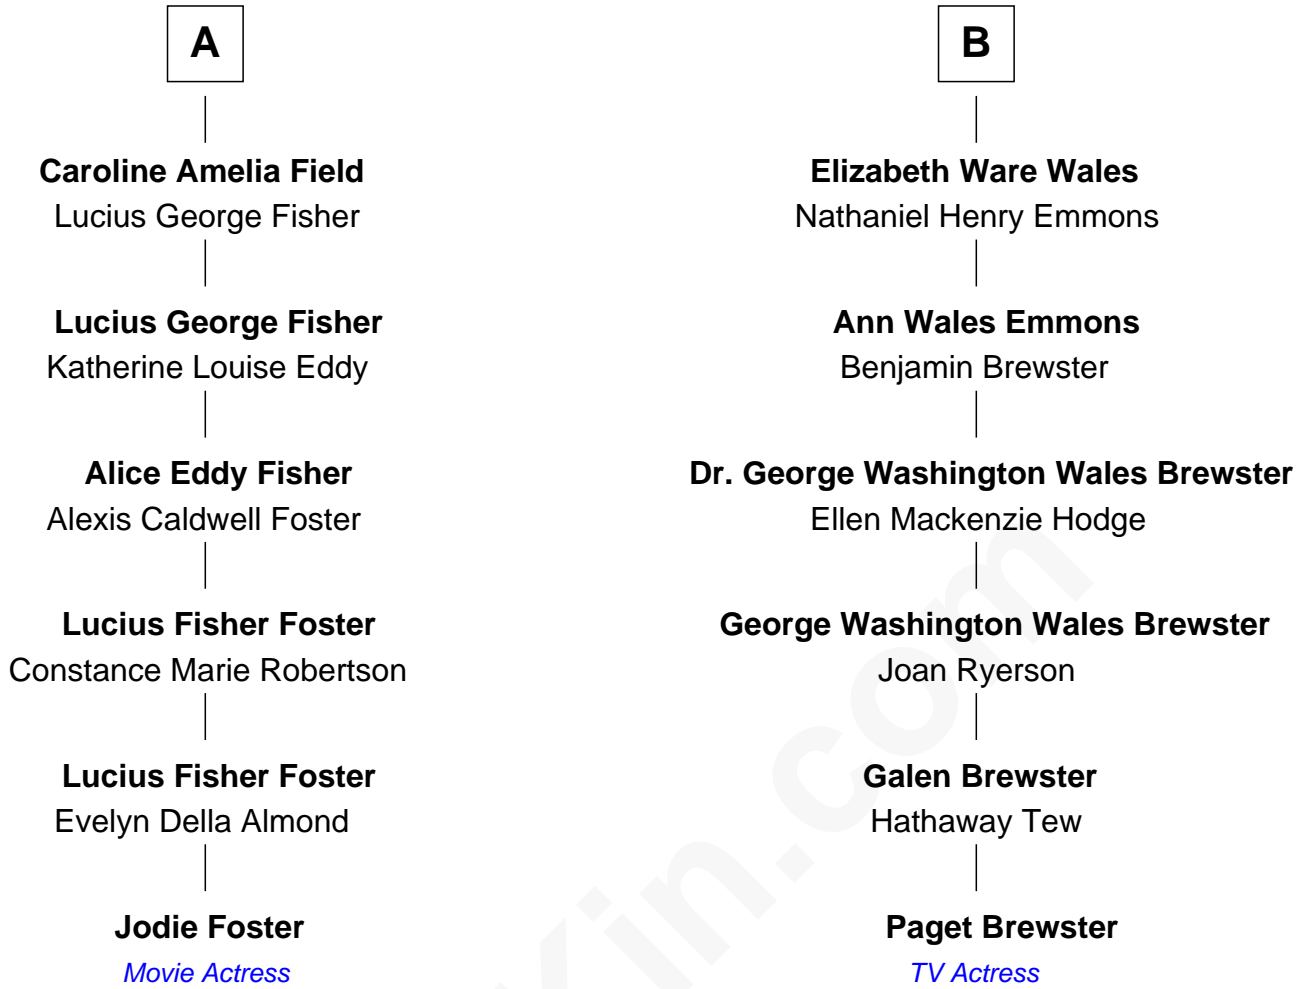 A
B
Caroline Amelia Field
Elizabeth Ware Wales
Lucius George Fisher
Nathaniel Henry Emmons
Lucius George Fisher
Ann Wales Emmons
Katherine Louise Eddy
Benjamin Brewster
Alice Eddy Fisher
Dr. George Washington Wales Brewster
Alexis Caldwell Foster
Ellen Mackenzie Hodge
Lucius Fisher Foster
George Washington Wales Brewster
Constance Marie Robertson
Joan Ryerson
Lucius Fisher Foster
Galen Brewster
Evelyn Della Almond
Hathaway Tew
Jodie Foster
Paget Brewster
Movie Actress
TV Actress
Kin.com